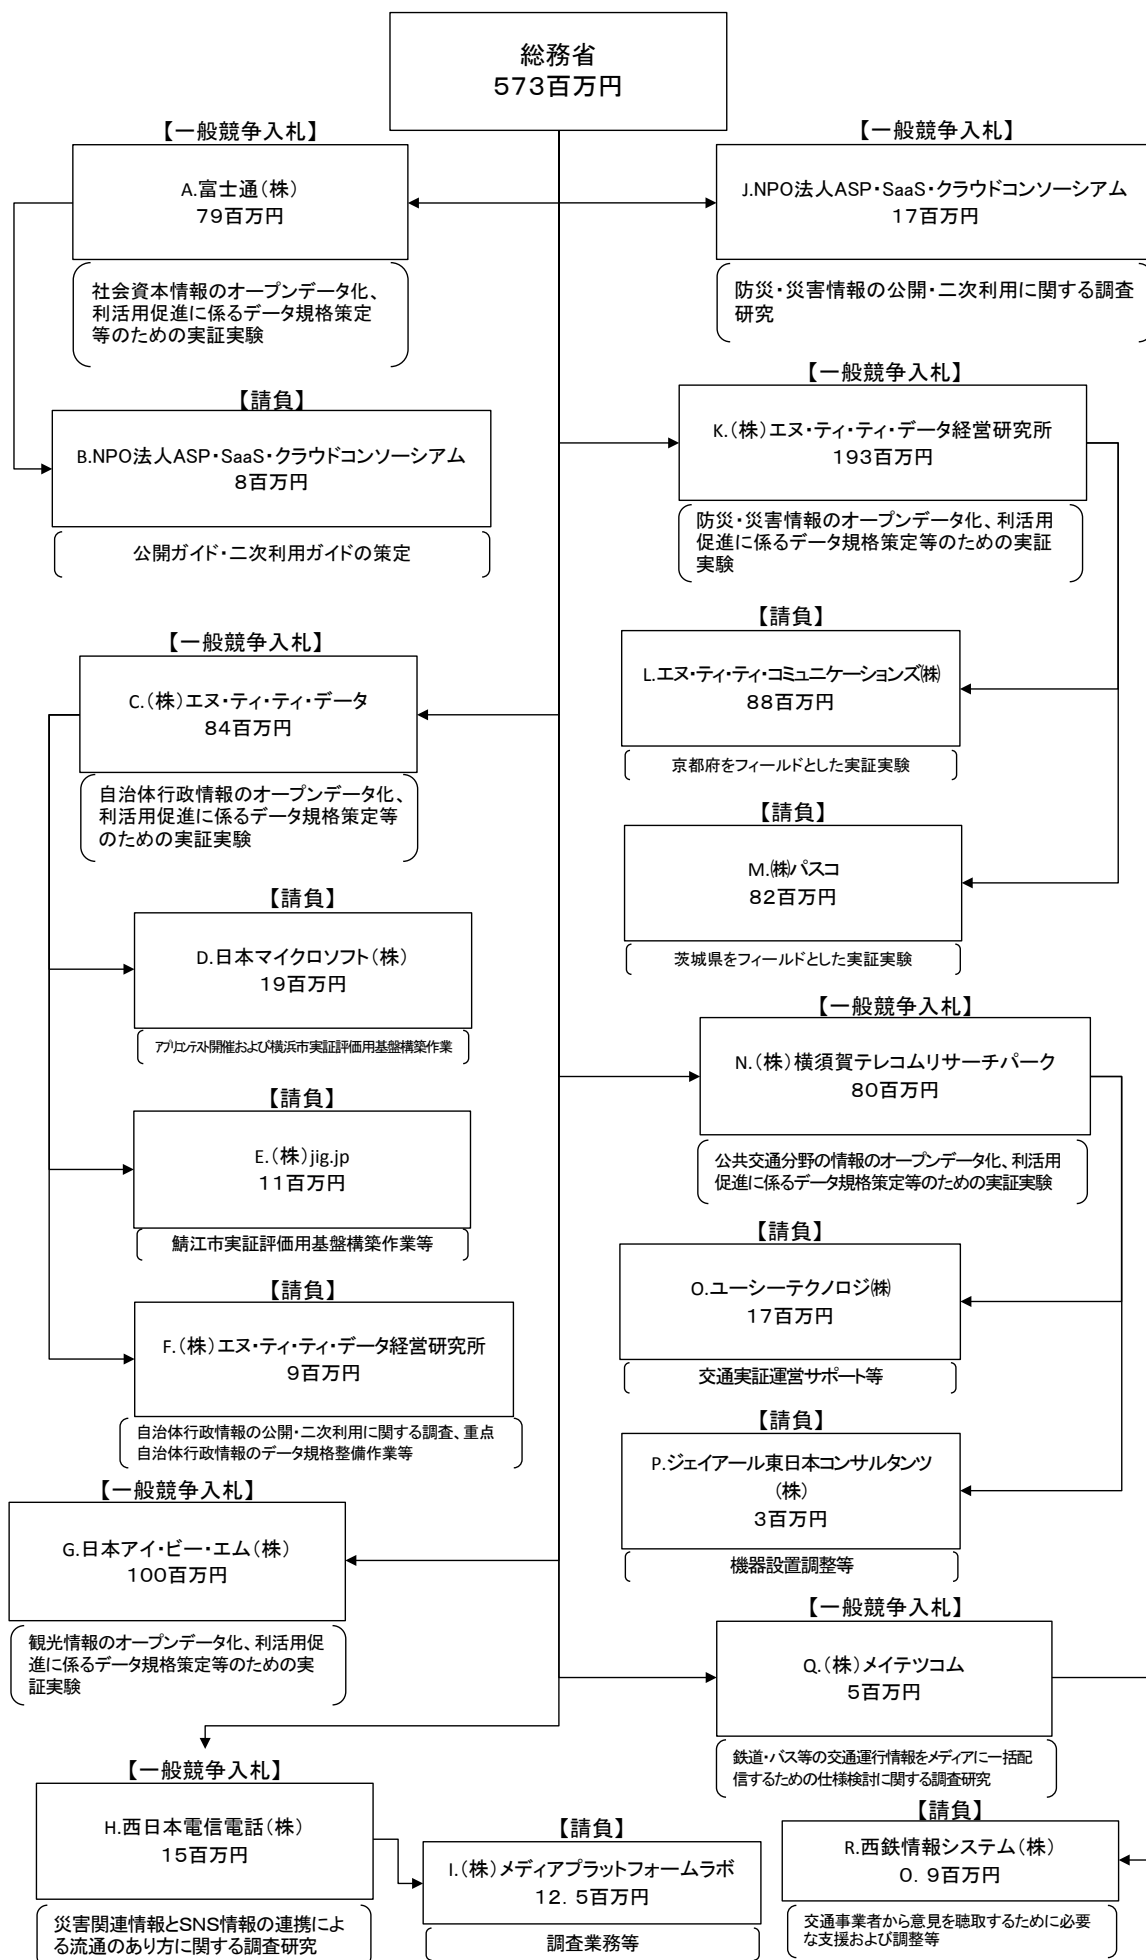 総務省
573百万円
【一般競争入札】
A.富士通(株)
79百万円
社会資本情報のオープンデータ化、
利活用促進に係るデータ規格策定
等のための実証実験
【請負】
B.NPO法人ASP・SaaS・クラウドコンソーシアム
8百万円
公開ガイド・二次利用ガイドの策定
【一般競争入札】
C.(株)エヌ・ティ・ティ・データ
84百万円
自治体行政情報のオープンデータ化、
利活用促進に係るデータ規格策定等
のための実証実験
【請負】
D.日本マイクロソフト(株)
19百万円
アプリコンテスト開催および横浜市実証評価用基盤構築作業
【請負】
E.(株)jig.jp
11百万円
鯖江市実証評価用基盤構築作業等
【請負】
F.(株)エヌ・ティ・ティ・データ経営研究所
9百万円
自治体行政情報の公開・二次利用に関する調査、重点
自治体行政情報のデータ規格整備作業等
【一般競争入札】
G.日本アイ・ビー・エム(株)
100百万円
観光情報のオープンデータ化、利活用促
進に係るデータ規格策定等のための実
証実験
【一般競争入札】
H.西日本電信電話(株)
15百万円
災害関連情報とSNS情報の連携によ
る流通のあり方に関する調査研究
【請負】
I.(株)メディアプラットフォームラボ
12.5百万円
調査業務等
【一般競争入札】
J.NPO法人ASP・SaaS・クラウドコンソーシアム
17百万円
防災・災害情報の公開・二次利用に関する調査
研究
【一般競争入札】
K.(株)エヌ・ティ・ティ・データ経営研究所
193百万円
防災・災害情報のオープンデータ化、利活用
促進に係るデータ規格策定等のための実証
実験
【請負】
L.エヌ・ティ・ティ・コミュニケーションズ㈱
88百万円
京都府をフィールドとした実証実験
【請負】
M.㈱パスコ
82百万円
茨城県をフィールドとした実証実験
【一般競争入札】
N.(株)横須賀テレコムリサーチパーク
80百万円
公共交通分野の情報のオープンデータ化、利活用
促進に係るデータ規格策定等のための実証実験
【請負】
O.ユーシーテクノロジ㈱
17百万円
交通実証運営サポート等
【請負】
P.ジェイアール東日本コンサルタンツ
(株)
3百万円
機器設置調整等
【一般競争入札】
Q.(株)メイテツコム
5百万円
鉄道・バス等の交通運行情報をメディアに一括配
信するための仕様検討に関する調査研究
【請負】
R.西鉄情報システム(株)
0.9百万円
交通事業者から意見を聴取するために必要
な支援および調整等